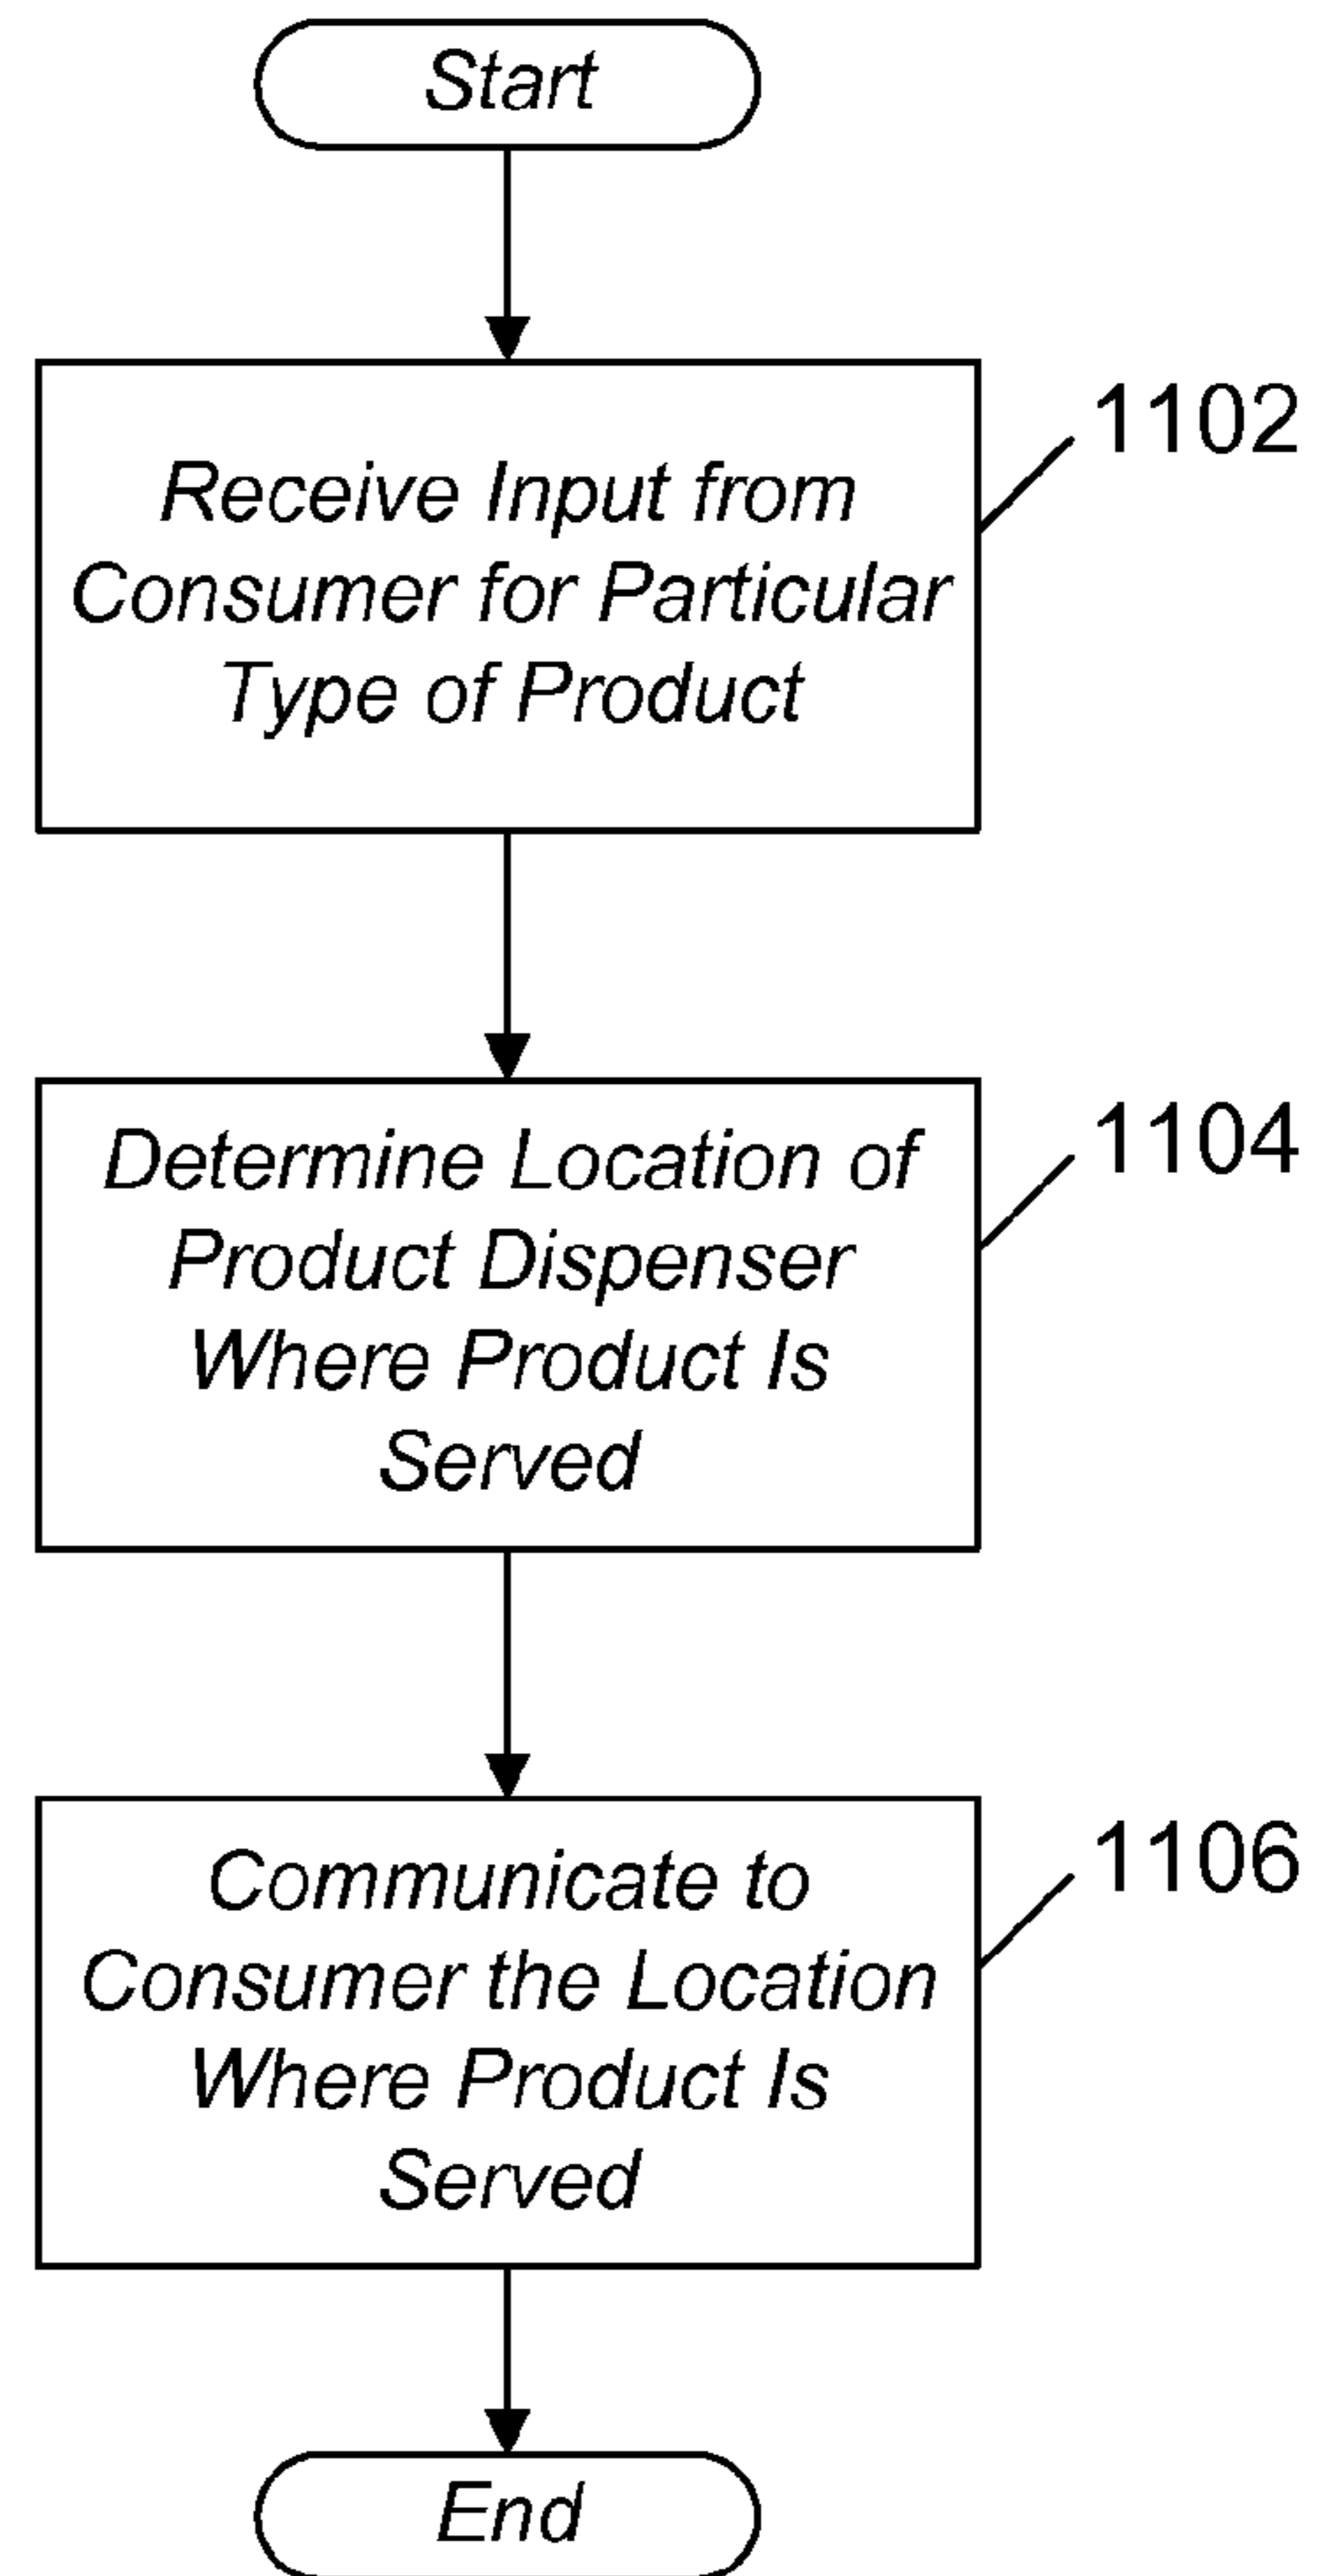 Start
1102
Receive Input from
Consumer for Particular
Type of Product
1104
Determine Location of
Product Dispenser
Where Product Is
Served
1106
Communicate to
Consumer the Location
Where Product Is
Served
End